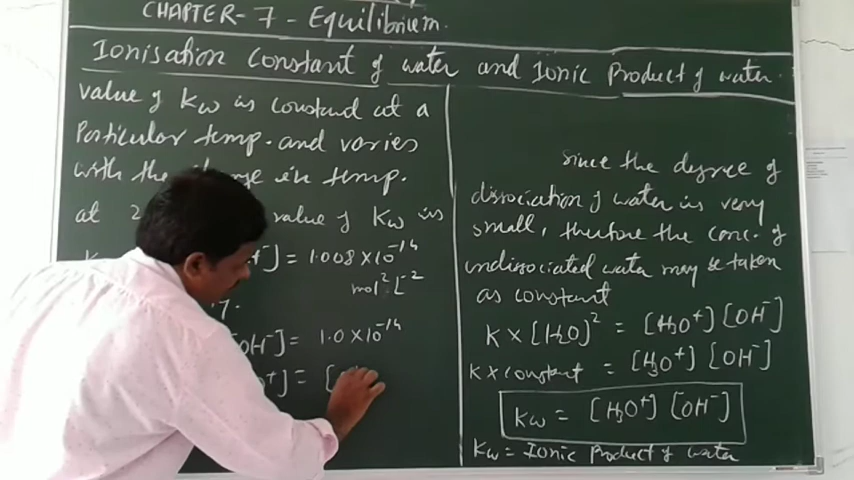 CHAPTER-7 - Equilibrium.
Ionisation Constant of water and Ionic Product of water.
value of Kw is constant at a
Particular temp. and varies
with the change in temp.
at 2 value of Kw is
] = 1.008 × 10⁻¹⁴
mol² L⁻²
[OH⁻] = 1.0 × 10⁻¹⁴
] = [
Since the degree of
dissociation of water is very
small, therefore the conc. of
undissociated water may be taken
as constant
K × [H₂O]² = [H₃O⁺] [OH⁻]
K × constant = [H₃O⁺] [OH⁻]
Kw = [H₃O⁺] [OH⁻]
Kw = Ionic Product of water